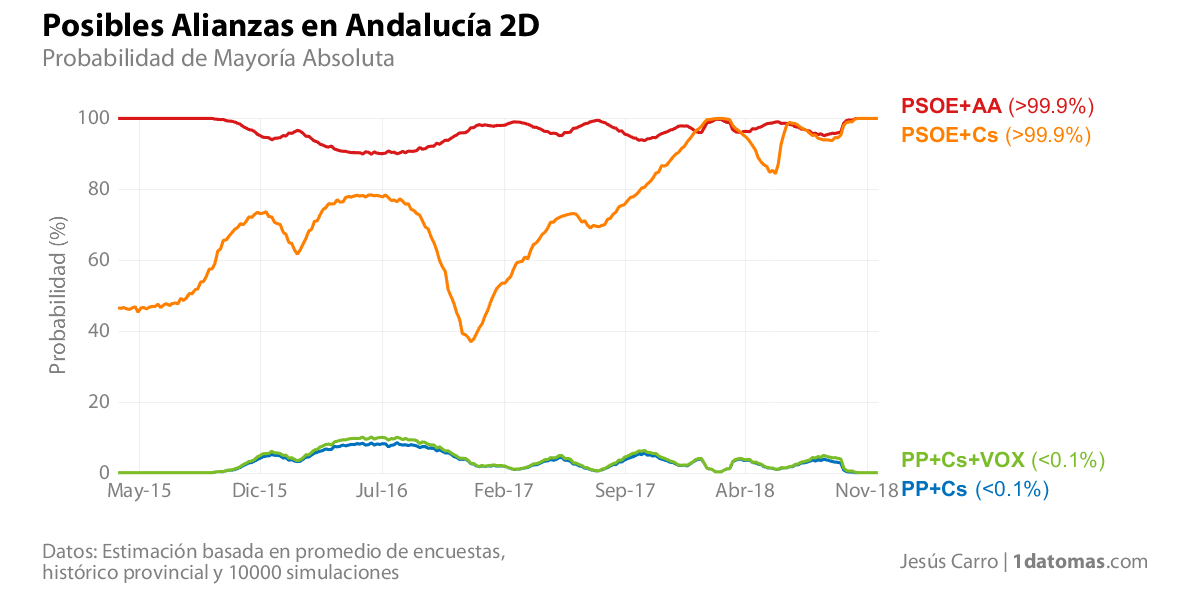 Posibles Alianzas en Andalucía 2D
Probabilidad de Mayoría Absoluta
Probabilidad (%)
100
80
60
40
20
0
May-15
Dic-15
Jul-16
Feb-17
Sep-17
Abr-18
Nov-18
PSOE+AA (>99.9%)
PSOE+Cs (>99.9%)
PP+Cs+VOX (<0.1%)
PP+Cs (<0.1%)
Datos: Estimación basada en promedio de encuestas,
histórico provincial y 10000 simulaciones
Jesús Carro | 1datomas.com